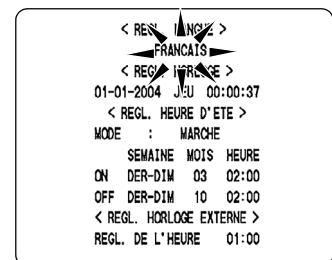 < REGL. LANGUE >
FRANCAIS
< REGL. HORLOGE >
01-01-2004 JEU 00:00:37
< REGL. HEURE D'ETE >
MODE : MARCHE
SEMAINE MOIS HEURE
ON DER-DIM 03 02:00
OFF DER-DIM 10 02:00
< REGL. HORLOGE EXTERNE >
REGL. DE L'HEURE 01:00